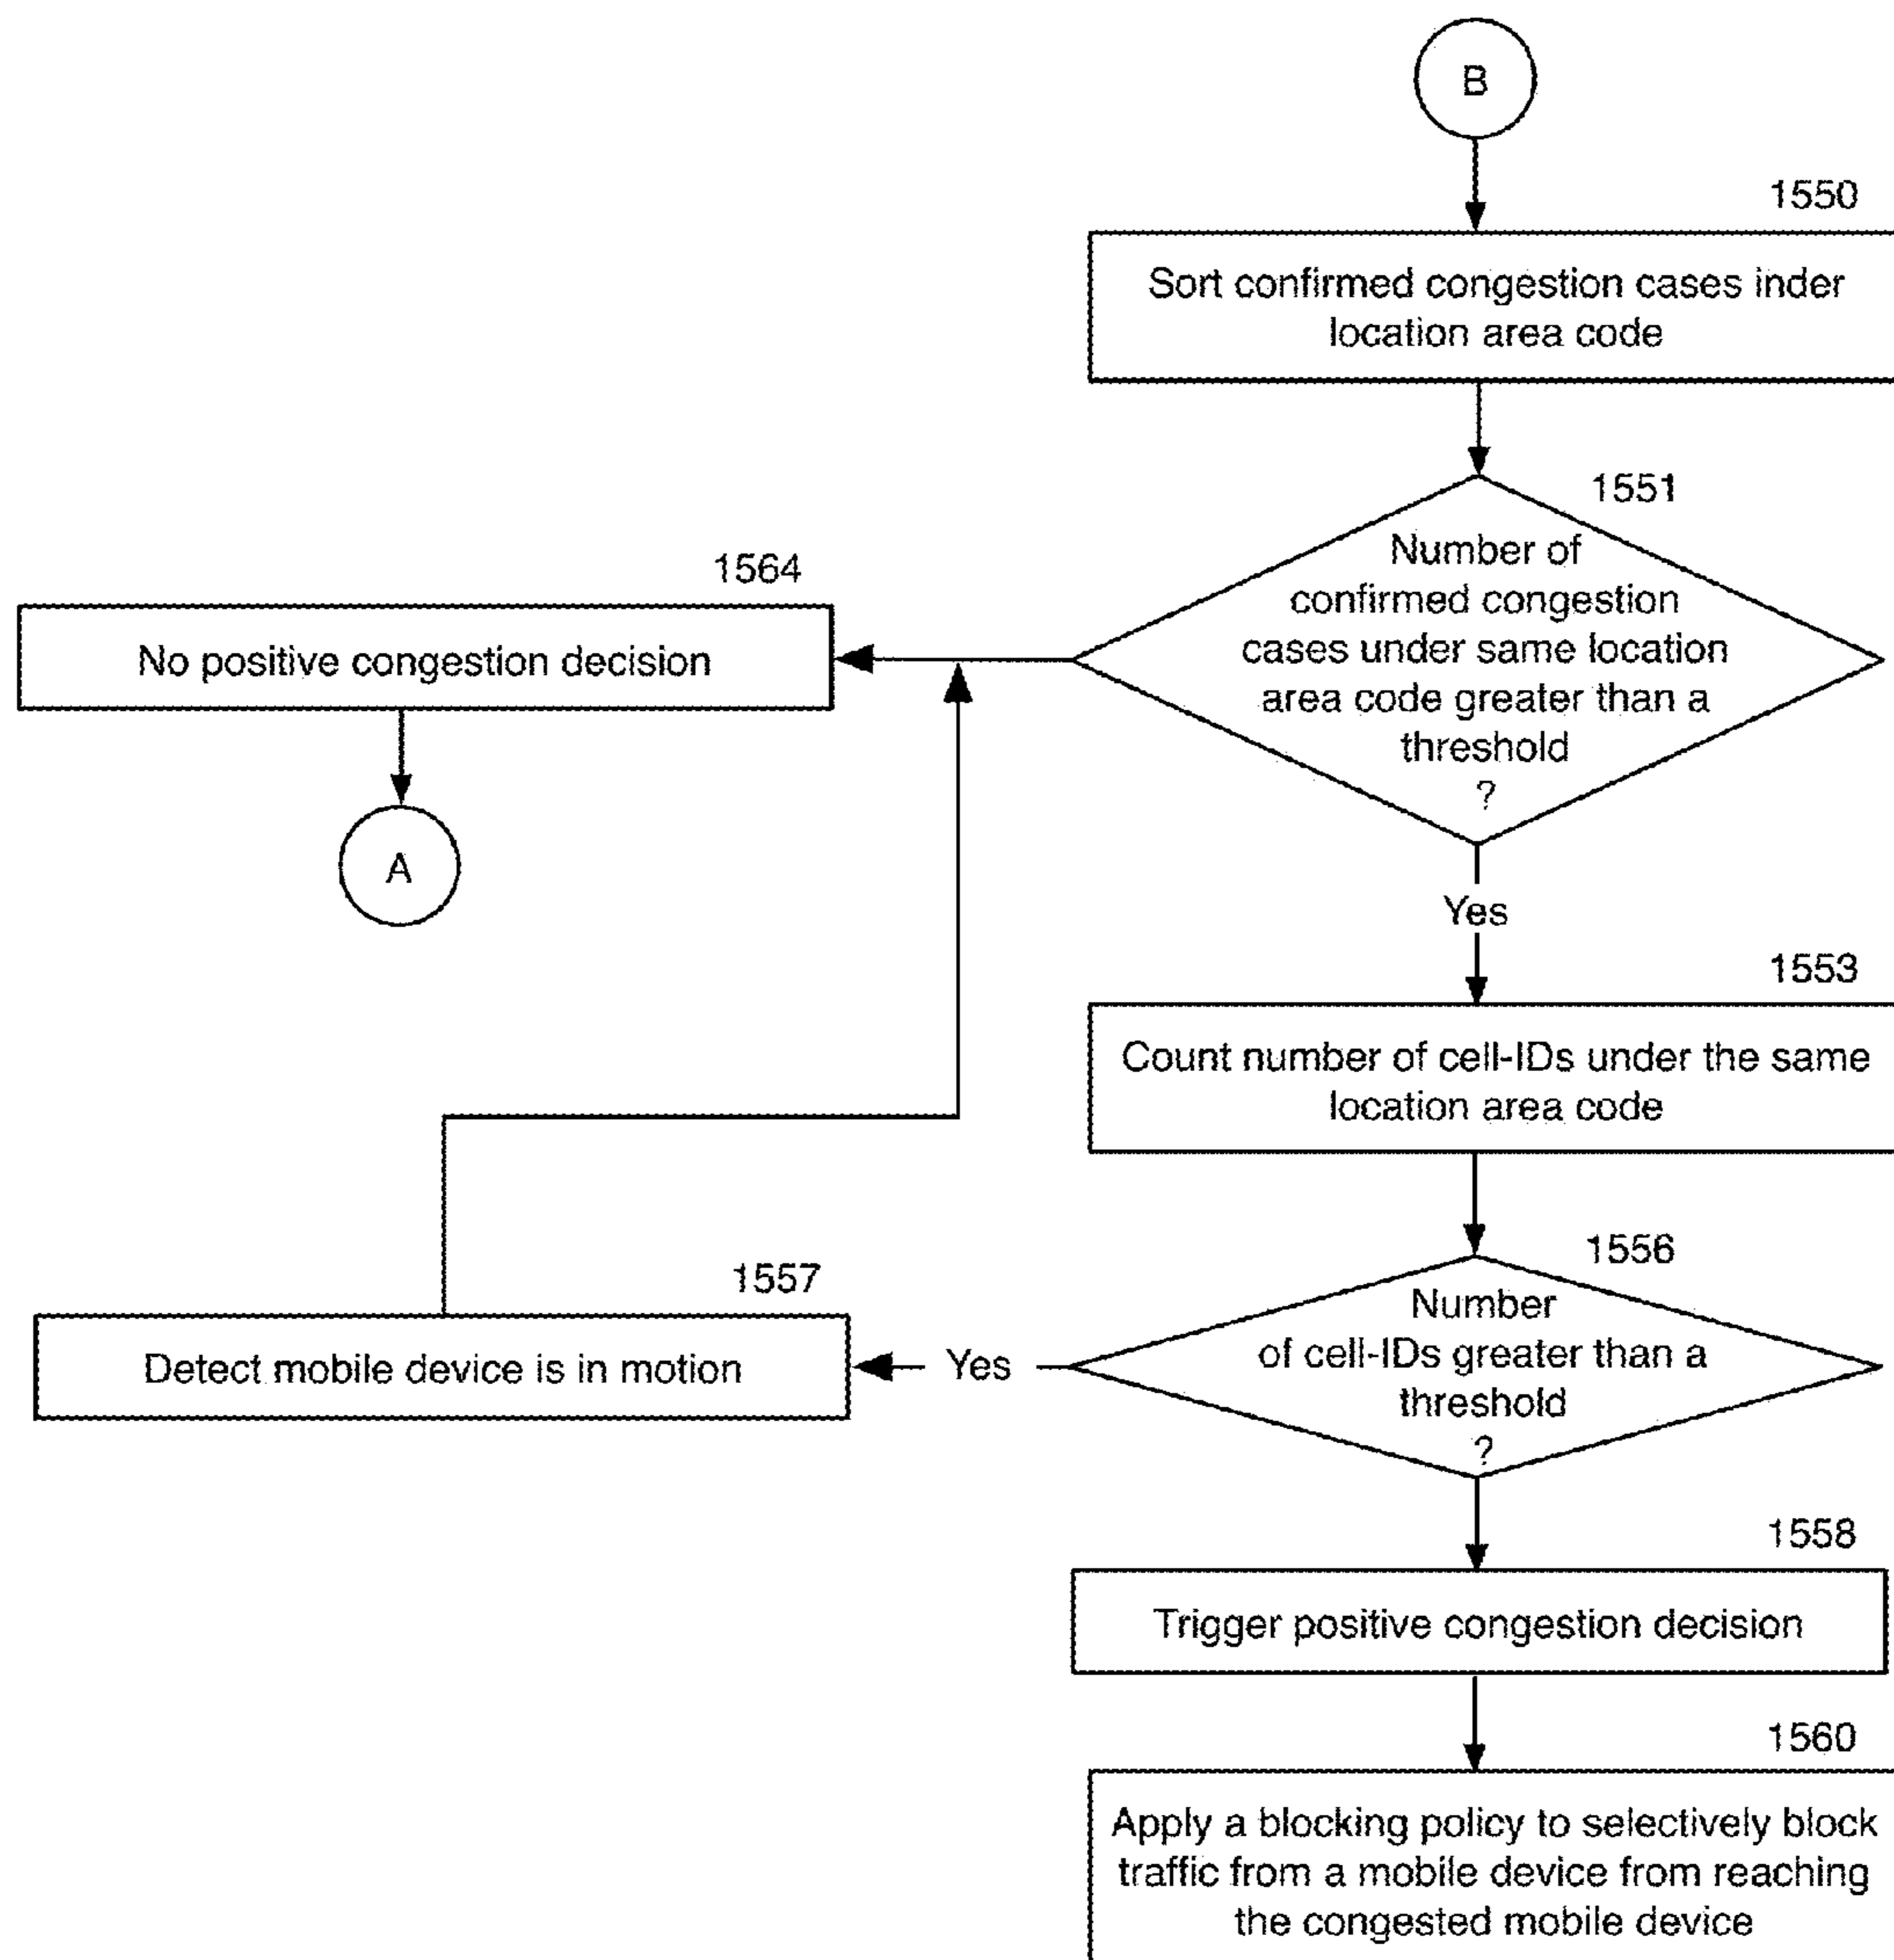 B
1550
Sort confirmed congestion cases inder
location area code
1551
Number of
confirmed congestion
cases under same location
area code greater than a
threshold
?
1564
No positive congestion decision
A
Yes
1553
Count number of cell-IDs under the same
location area code
1556
Number
of cell-IDs greater than a
threshold
?
Yes
1557
Detect mobile device is in motion
1558
Trigger positive congestion decision
1560
Apply a blocking policy to selectively block
traffic from a mobile device from reaching
the congested mobile device